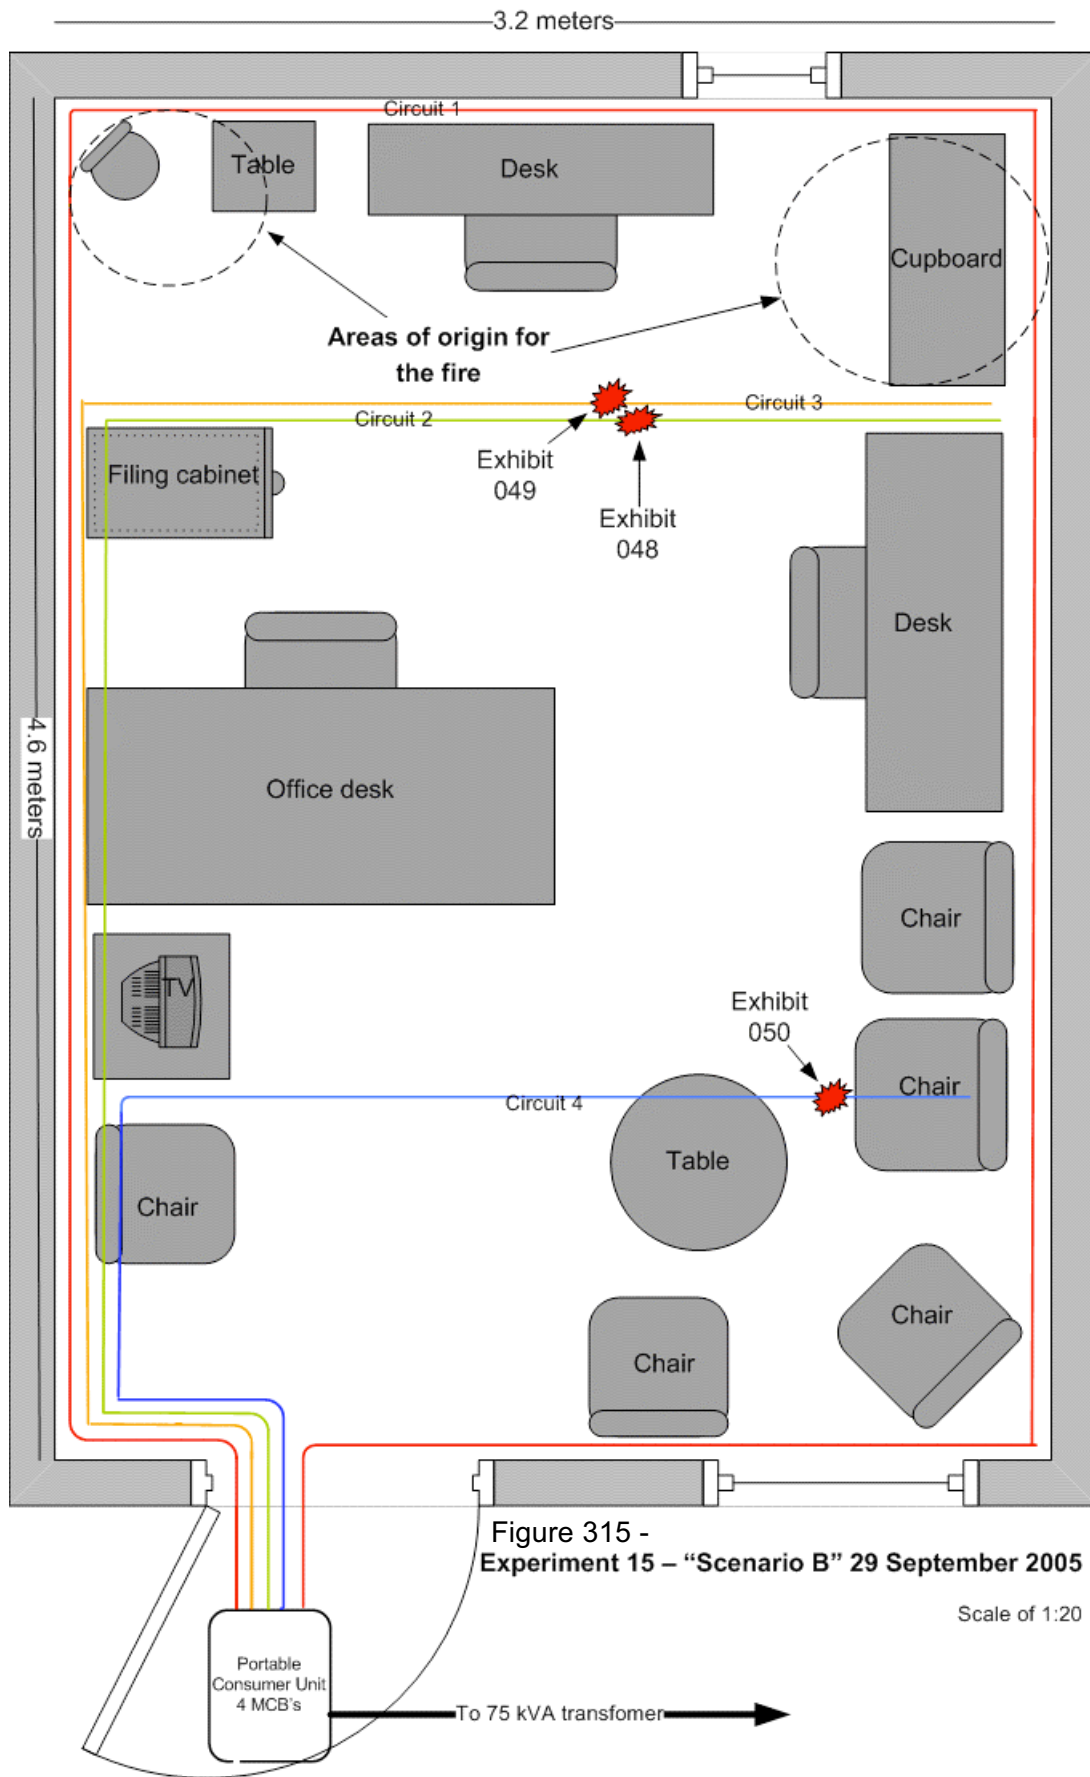 3.2 meters
Circuit 1
Table
Desk
Cupboard
Areas of origin for
the fire
Circuit 3
Circuit 2
Exhibit
049
Filing cabinet
Exhibit
048
Desk
4.6 meters
Office desk
Chair
TV
Exhibit
050
Chair
Circuit 4
Table
Chair
Chair
Chair
Figure 315 -
Experiment 15 – “Scenario B” 29 September 2005
Scale of 1:20
Portable
Consumer Unit
4 MCB's
To 75 kVA transfomer